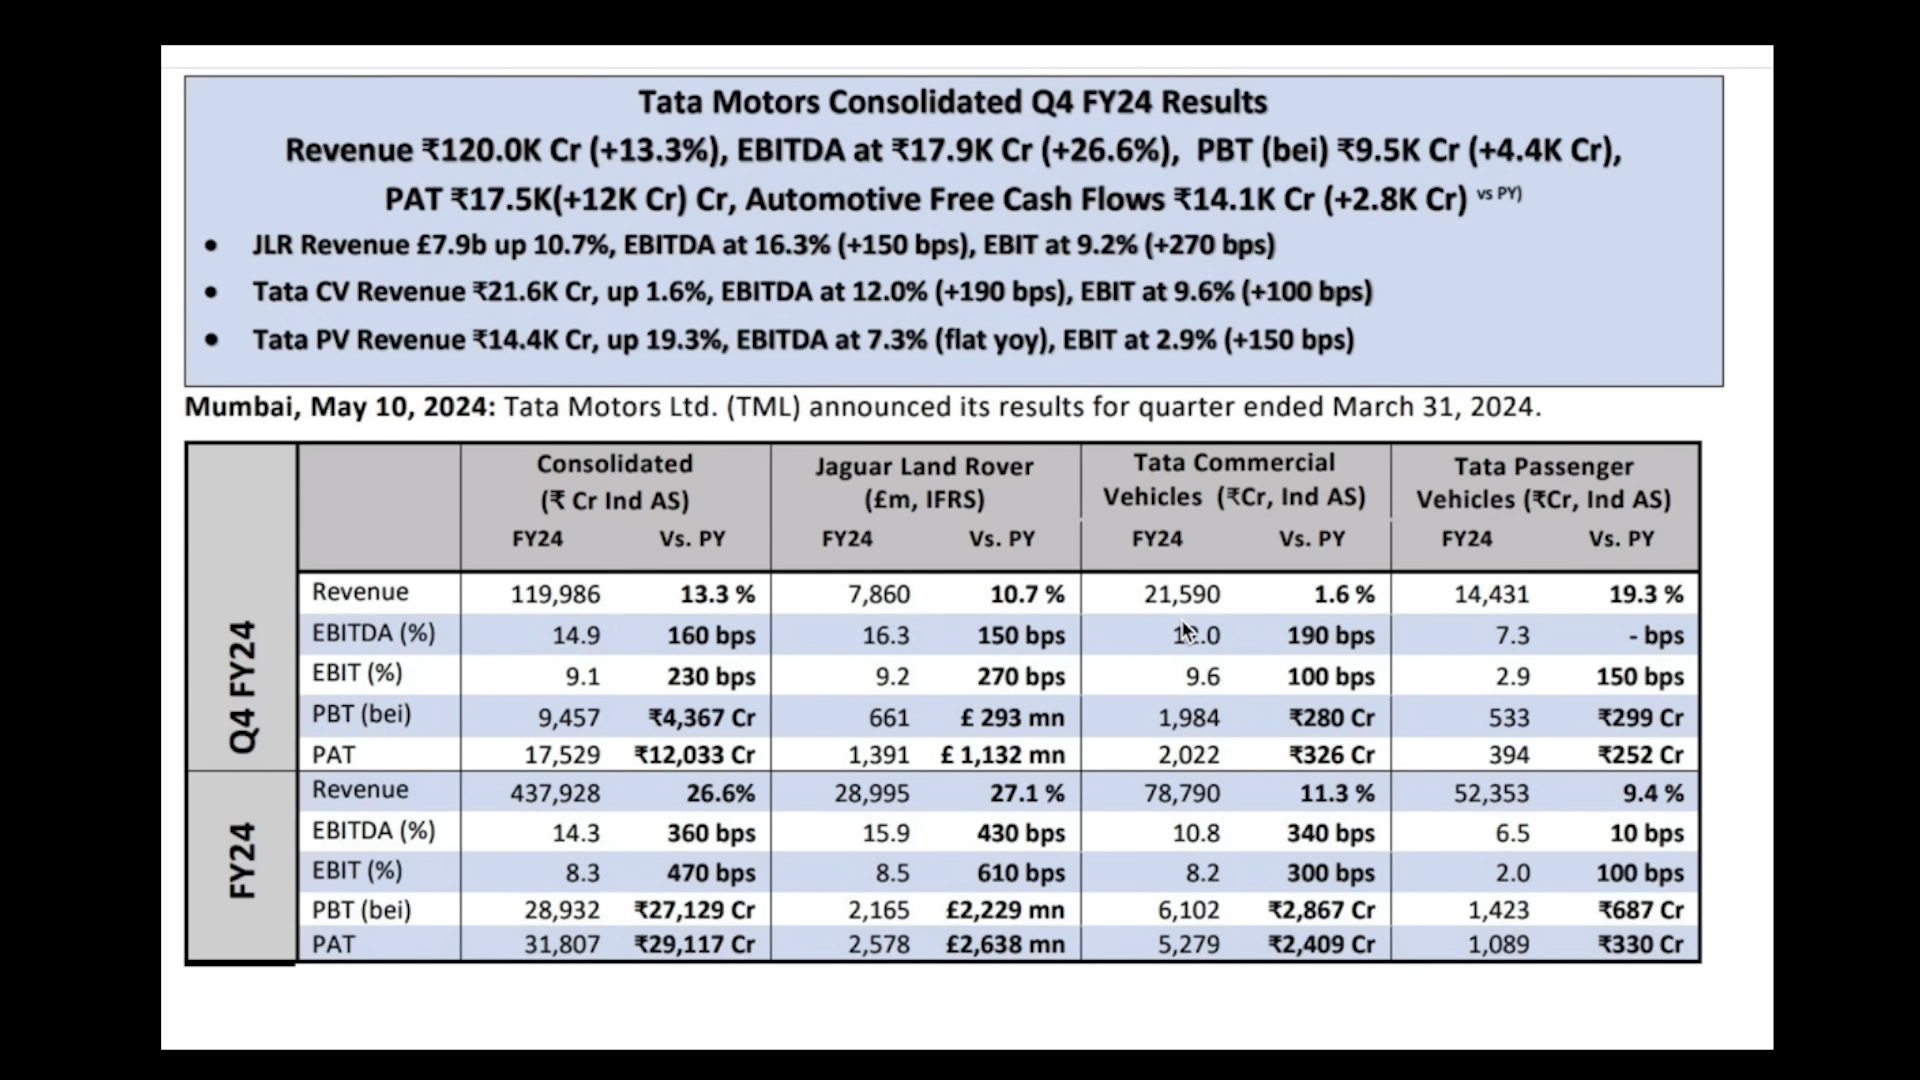 Tata Motors Consolidated Q4 FY24 Results
Revenue ₹120.0K Cr (+13.3%), EBITDA at ₹17.9K Cr (+26.6%), PBT (bei) ₹9.5K Cr (+4.4K Cr),
PAT ₹17.5K(+12K Cr) Cr, Automotive Free Cash Flows ₹14.1K Cr (+2.8K Cr) vs PY)
• JLR Revenue £7.9b up 10.7%, EBITDA at 16.3% (+150 bps), EBIT at 9.2% (+270 bps)
• Tata CV Revenue ₹21.6K Cr, up 1.6%, EBITDA at 12.0% (+190 bps), EBIT at 9.6% (+100 bps)
• Tata PV Revenue ₹14.4K Cr, up 19.3%, EBITDA at 7.3% (flat yoy), EBIT at 2.9% (+150 bps)
Mumbai, May 10, 2024: Tata Motors Ltd. (TML) announced its results for quarter ended March 31, 2024.
Consolidated Jaguar Land Rover Tata Commercial Tata Passenger
(₹ Cr Ind AS) (£m, IFRS) Vehicles (₹Cr, Ind AS) Vehicles (₹Cr, Ind AS)
FY24 Vs. PY FY24 Vs. PY FY24 Vs. PY FY24 Vs. PY
Q4 FY24
Revenue 119,986 13.3 % 7,860 10.7 % 21,590 1.6 % 14,431 19.3 %
EBITDA (%) 14.9 160 bps 16.3 150 bps 190 bps 7.3 - bps
EBIT (%) 9.1 230 bps 9.2 270 bps 9.6 100 bps 2.9 150 bps
PBT (bei) 9,457 ₹4,367 Cr 661 £ 293 mn 1,984 ₹280 Cr 533 ₹299 Cr
PAT 17,529 ₹12,033 Cr 1,391 £ 1,132 mn 2,022 ₹326 Cr 394 ₹252 Cr
FY24
Revenue 437,928 26.6% 28,995 27.1 % 78,790 11.3 % 52,353 9.4 %
EBITDA (%) 14.3 360 bps 15.9 430 bps 10.8 340 bps 6.5 10 bps
EBIT (%) 8.3 470 bps 8.5 610 bps 8.2 300 bps 2.0 100 bps
PBT (bei) 28,932 ₹27,129 Cr 2,165 £2,229 mn 6,102 ₹2,867 Cr 1,423 ₹687 Cr
PAT 31,807 ₹29,117 Cr 2,578 £2,638 mn 5,279 ₹2,409 Cr 1,089 ₹330 Cr